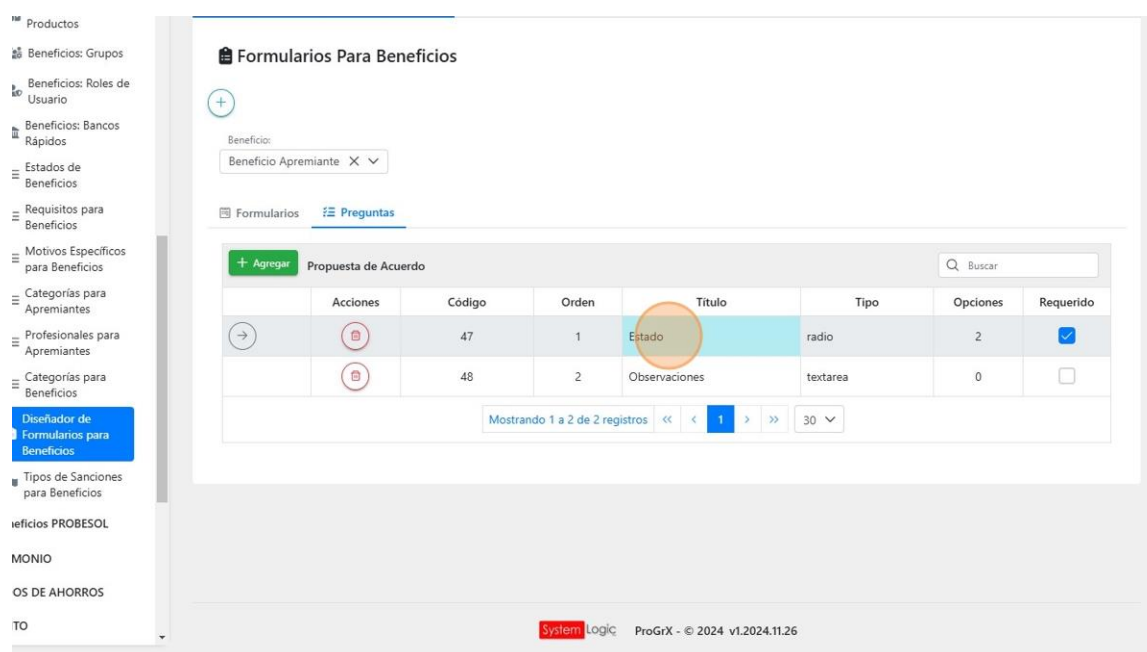 Productos
Beneficios: Grupos
Beneficios: Roles de
Usuario
Beneficios: Bancos
Rápidos
Estados de
Beneficios
Requisitos para
Beneficios
Motivos Específicos
para Beneficios
Categorías para
Apremiantes
Profesionales para
Apremiantes
Categorías para
Beneficios
Diseñador de
Formularios para
Beneficios
Tipos de Sanciones
para Beneficios
neficios PROBESOL
MONIO
OS DE AHORROS
TO
Formularios Para Beneficios
Beneficio:
Beneficio Apremiante
Formularios Preguntas
+ Agregar Propuesta de Acuerdo Buscar
Acciones Código Orden Título Tipo Opciones Requerido
47 1 Estado radio 2
48 2 Observaciones textarea 0
Mostrando 1 a 2 de 2 registros << < 1 > >> 30
System Logic ProGrX - © 2024 v1.2024.11.26